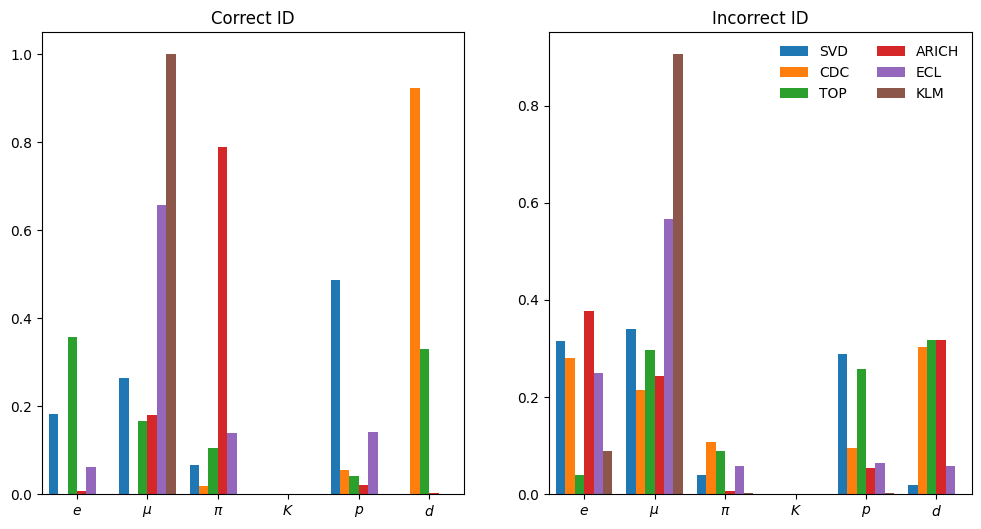 Correct ID
1.0
0.8
0.6
0.4
0.2
0.0
e μ π K p d
Incorrect ID
SVD ARICH
CDC ECL
TOP KLM
0.8
0.6
0.4
0.2
0.0
e μ π K p d